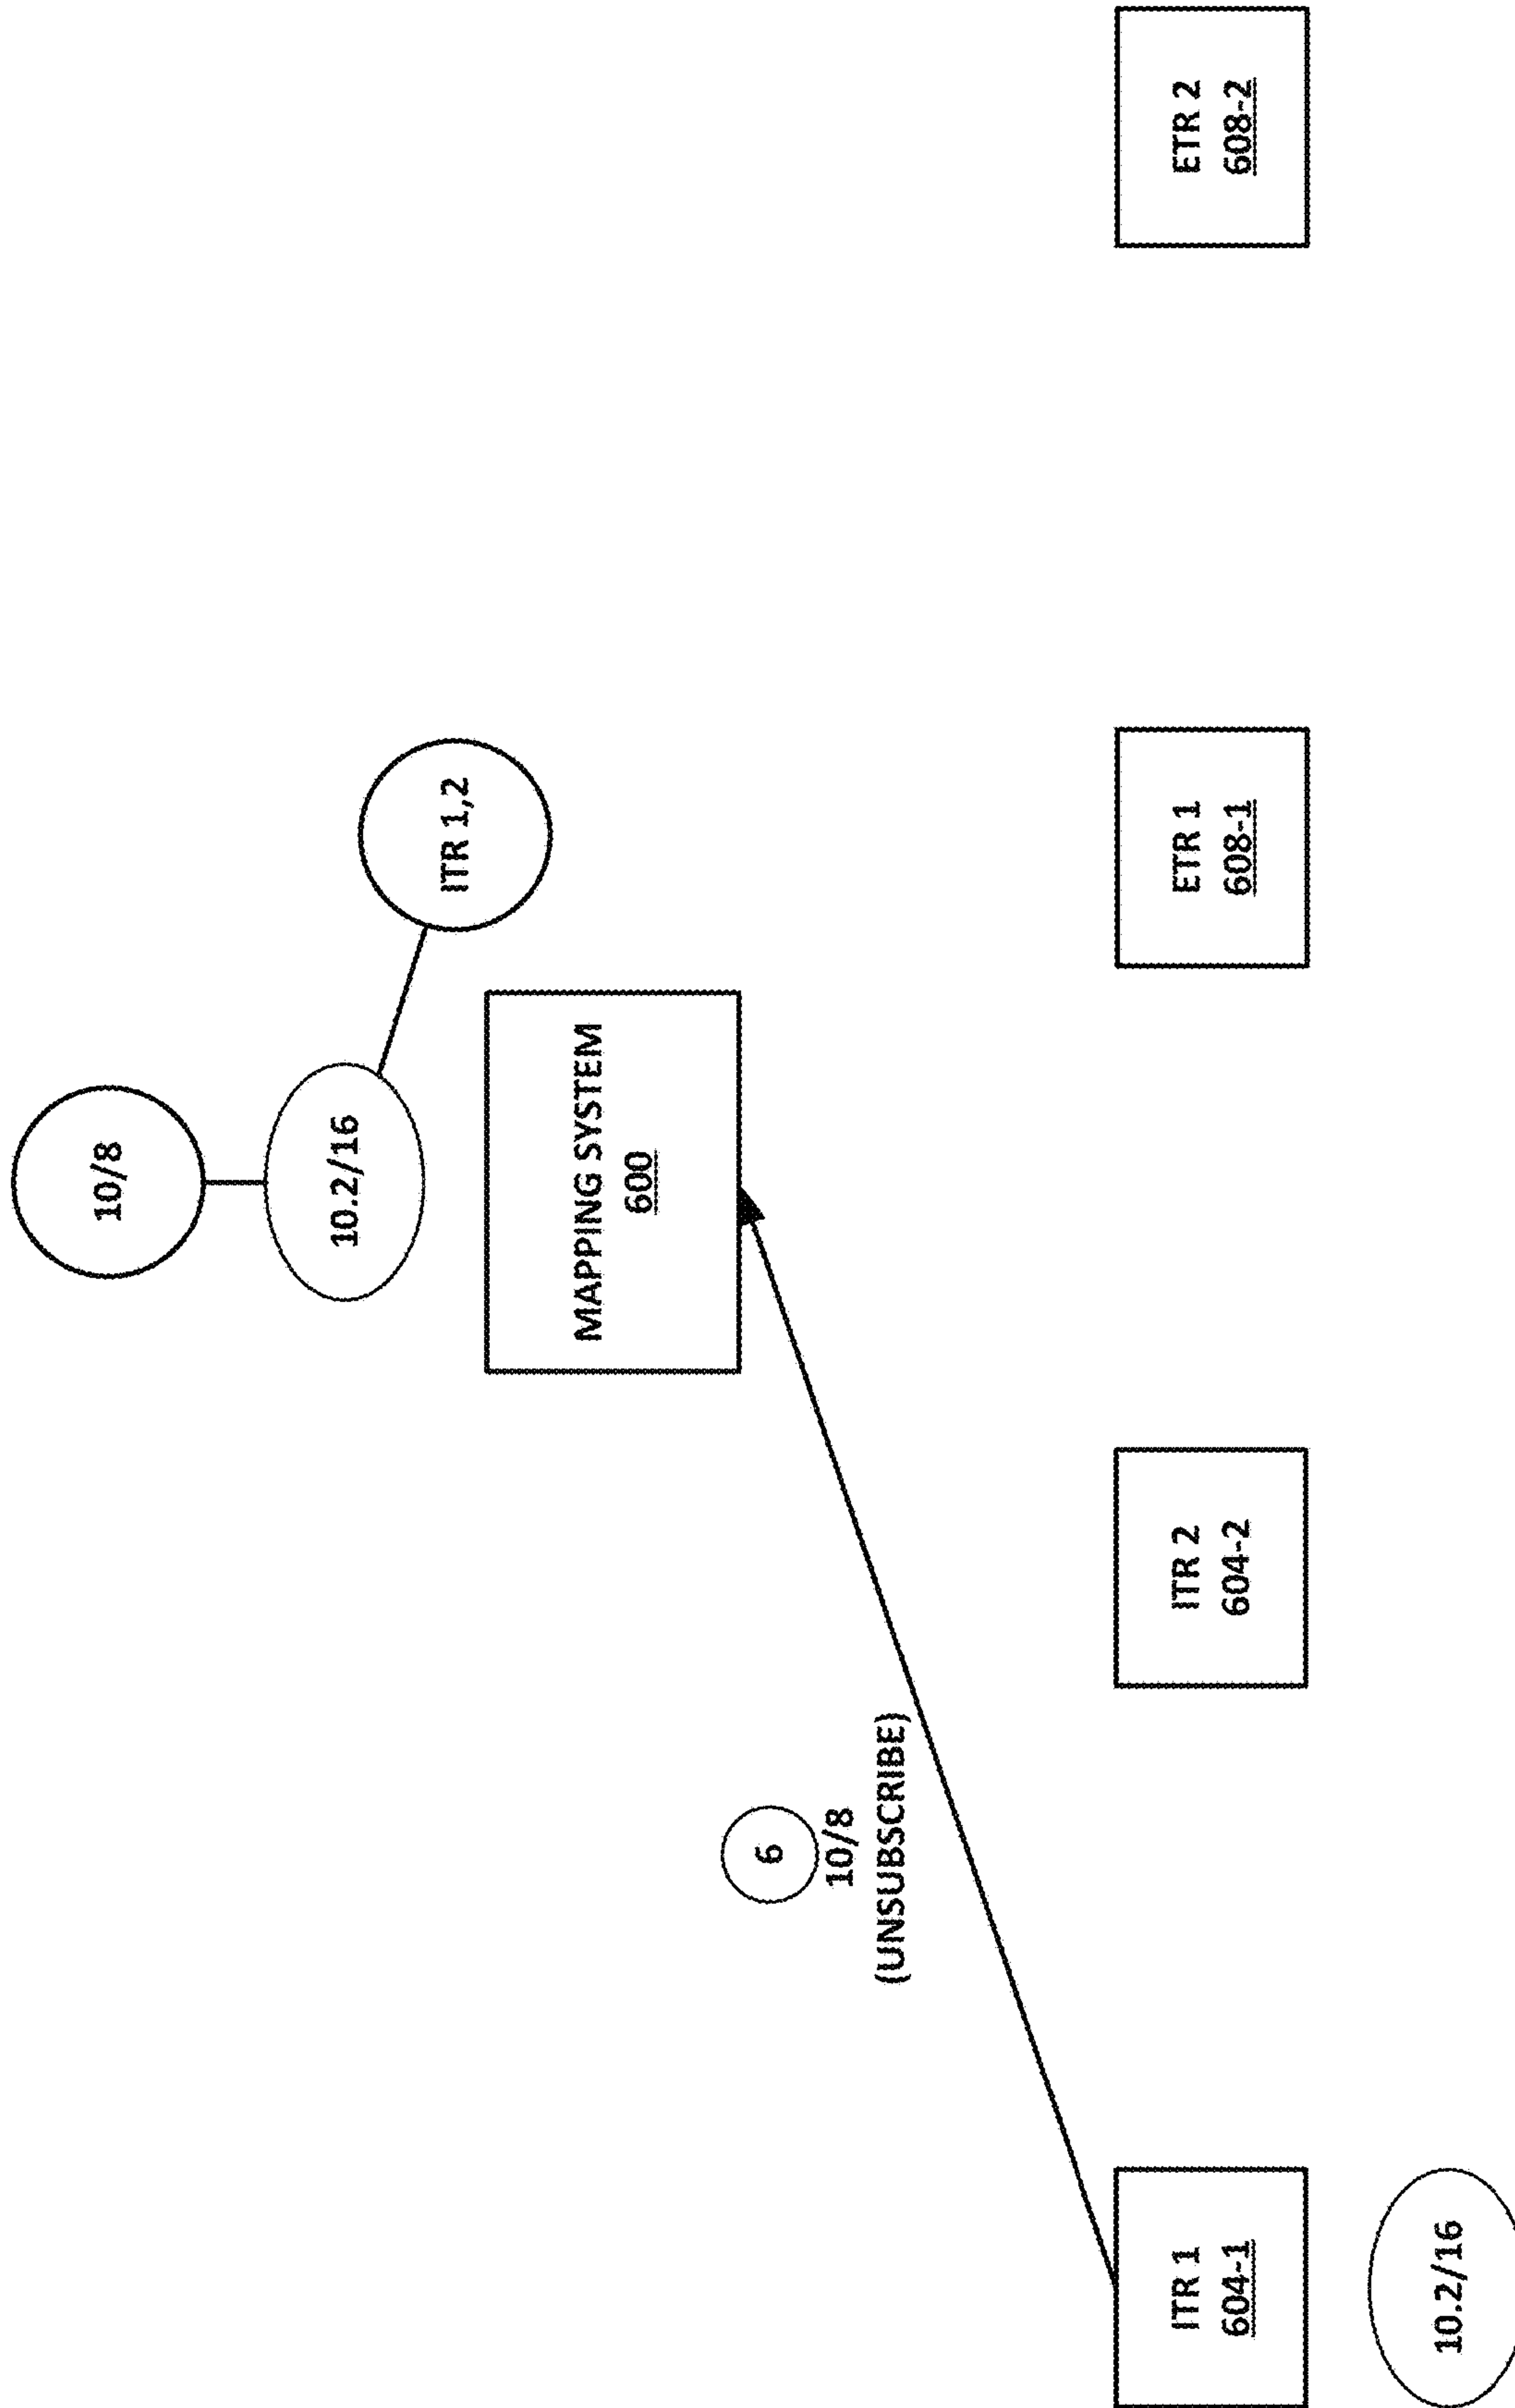 10/8
10.2/16
ITR 1,2
MAPPING SYSTEM
600
6
10/8
(UNSUBSCRIBE)
ITR 1
604-1
ITR 2
604-2
ETR 1
608-1
ETR 2
608-2
10.2/16